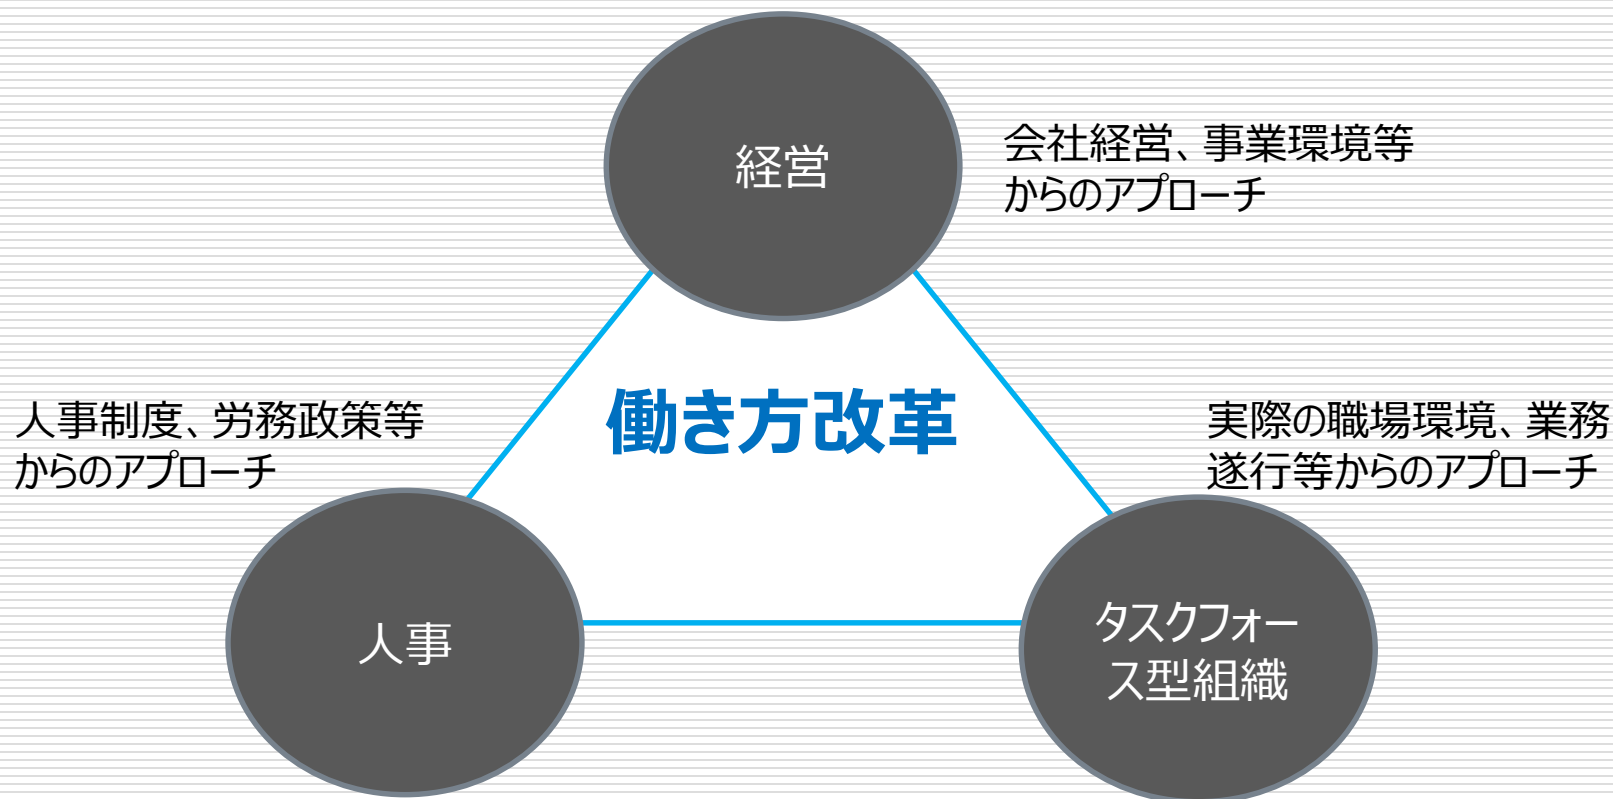 経営
会社経営、事業環境等
からのアプローチ
働き方改革
人事制度、労務政策等
からのアプローチ
実際の職場環境、業務
遂行等からのアプローチ
人事
タスクフォー
ス型組織